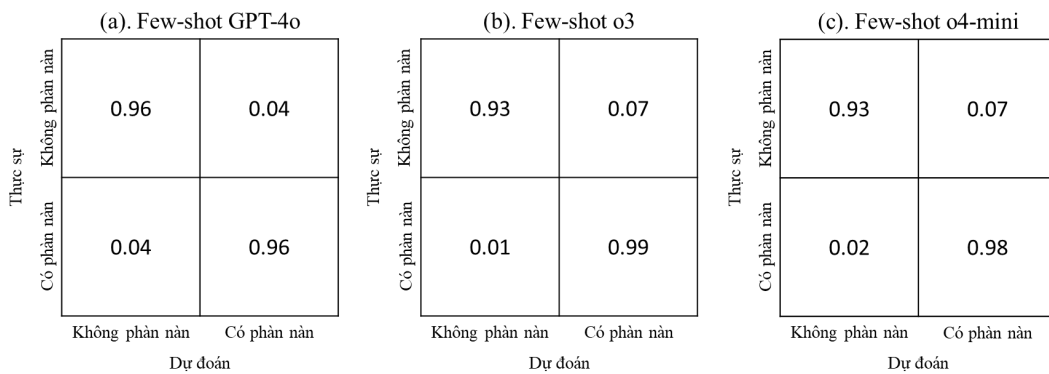 (a). Few-shot GPT-4o
Thực sự
Không phàn nàn
0.96
0.04
Có phàn nàn
0.04
0.96
Không phàn nàn
Có phàn nàn
Dự đoán
(b). Few-shot o3
Thực sự
Không phàn nàn
0.93
0.07
Có phàn nàn
0.01
0.99
Không phàn nàn
Có phàn nàn
Dự đoán
(c). Few-shot o4-mini
Thực sự
Không phàn nàn
0.93
0.07
Có phàn nàn
0.02
0.98
Không phàn nàn
Có phàn nàn
Dự đoán